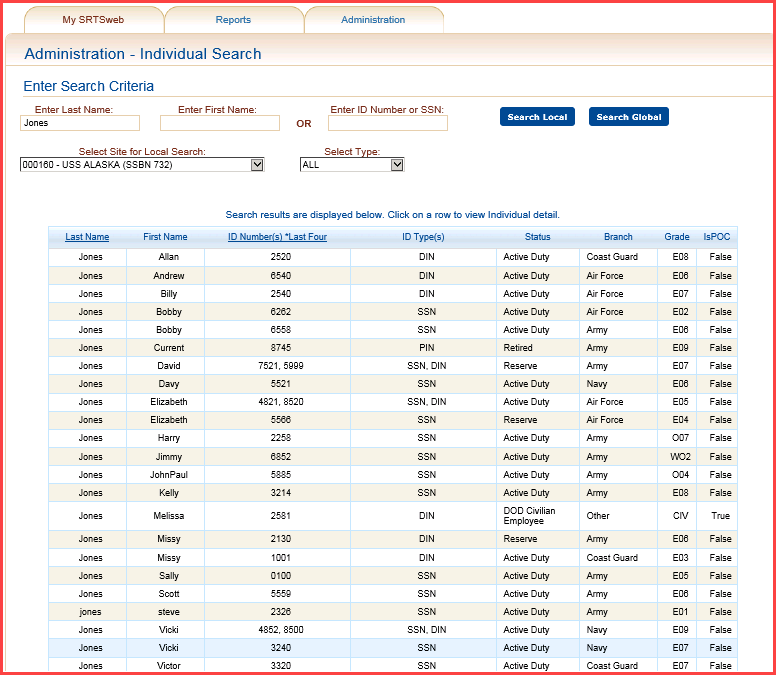 My SRTSweb Reports Administration
Administration - Individual Search
Enter Search Criteria
Enter Last Name: Enter First Name: Enter ID Number or SSN:
Jones OR Search Local Search Global
Select Site for Local Search: Select Type:
000160 - USS ALASKA (SSBN 732) ALL
Search results are displayed below. Click on a row to view Individual detail.
Last Name First Name ID Number(s) *Last Four ID Type(s) Status Branch Grade IsPOC
Jones Allan 2520 DIN Active Duty Coast Guard E08 False
Jones Andrew 6540 DIN Active Duty Air Force E06 False
Jones Billy 2540 DIN Active Duty Air Force E07 False
Jones Bobby 6262 SSN Active Duty Air Force E02 False
Jones Bobby 6558 SSN Active Duty Army E06 False
Jones Current 8745 PIN Retired Army E09 False
Jones David 7521, 5999 SSN, DIN Reserve Army E07 False
Jones Davy 5521 SSN Active Duty Navy E06 False
Jones Elizabeth 4821, 8520 SSN, DIN Active Duty Air Force E05 False
Jones Elizabeth 5566 SSN Reserve Air Force E04 False
Jones Harry 2258 SSN Active Duty Army O07 False
Jones Jimmy 6852 SSN Active Duty Army WO2 False
Jones JohnPaul 5885 SSN Active Duty Army O04 False
Jones Kelly 3214 SSN Active Duty Army E08 False
Jones Melissa 2581 DIN DOD Civilian Employee Other CIV True
Jones Missy 2130 DIN Reserve Army E06 False
Jones Missy 1001 DIN Active Duty Coast Guard E03 False
Jones Sally 0100 SSN Active Duty Army E05 False
Jones Scott 5559 SSN Active Duty Army E06 False
jones steve 2326 SSN Active Duty Army E01 False
Jones Vicki 4852, 8500 SSN, DIN Active Duty Navy E09 False
Jones Vicki 3240 SSN Active Duty Navy E07 False
Jones Victor 3320 SSN Active Duty Coast Guard E07 False